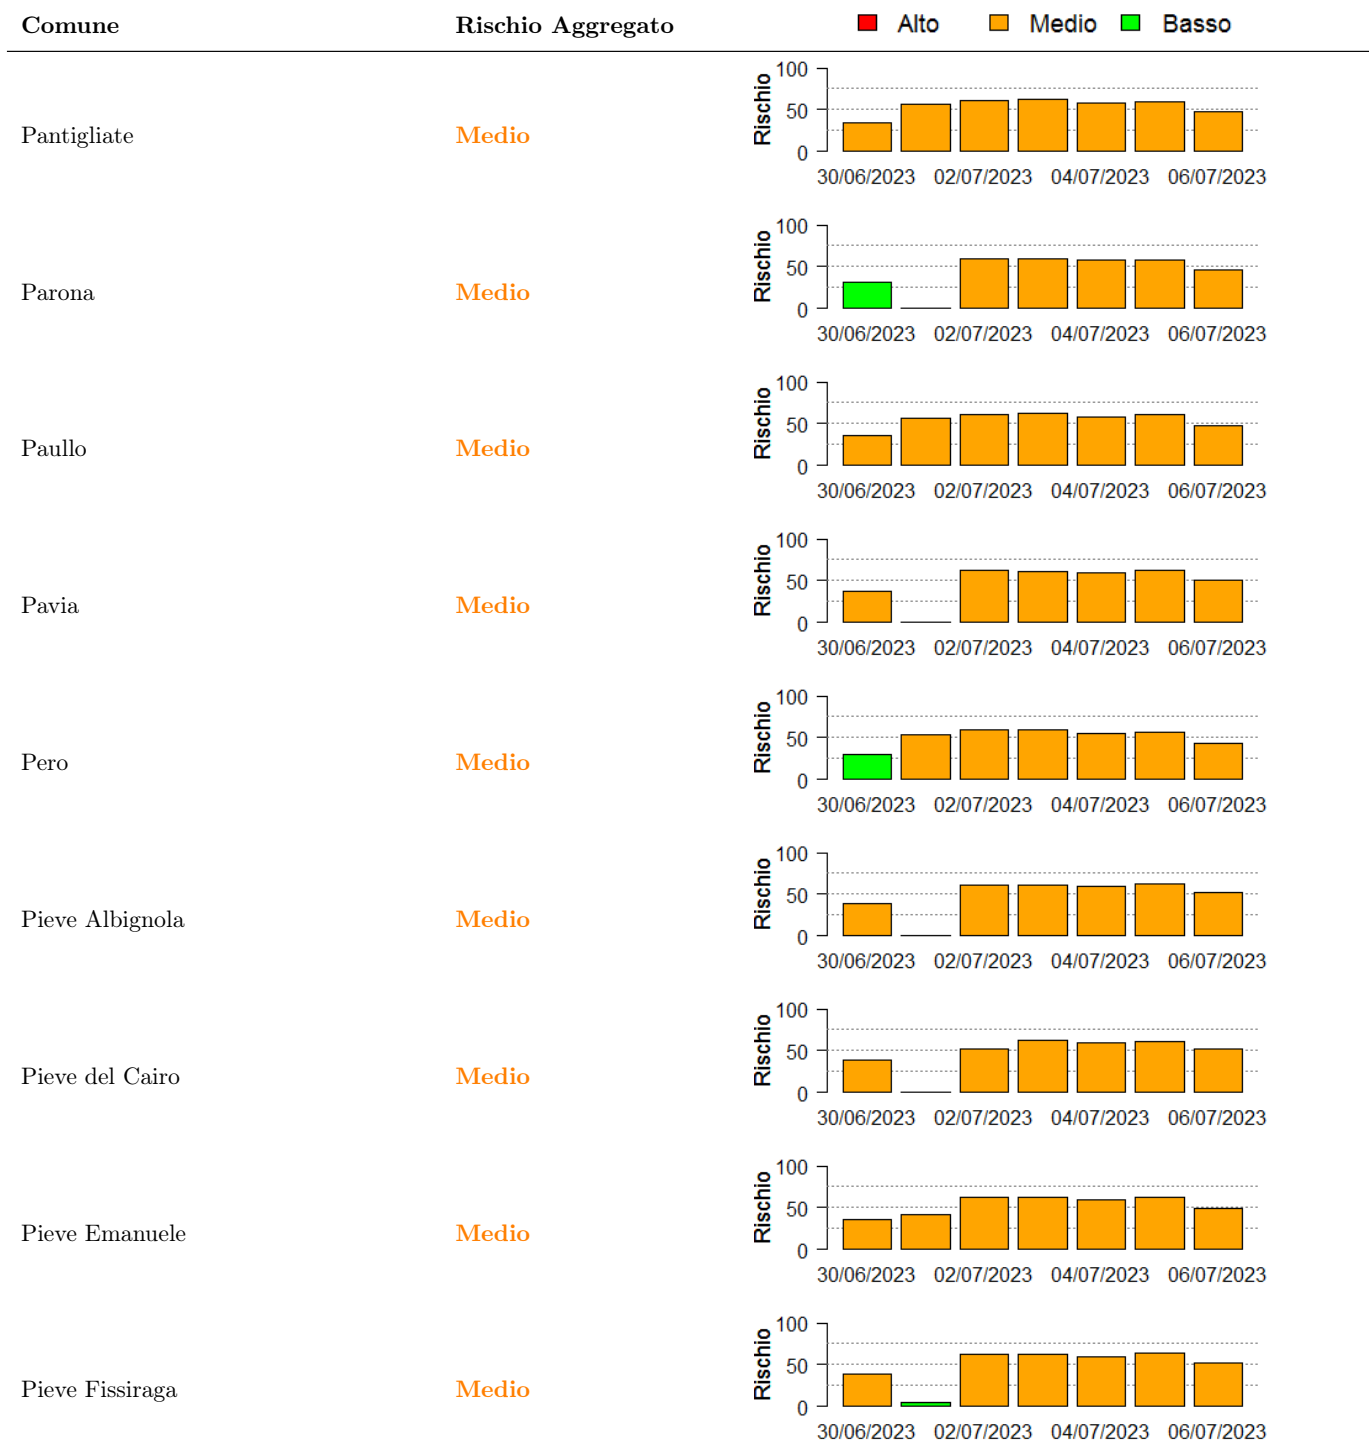 Comune Rischio Aggregato Alto Medio Basso
Pantigliate Medio Rischio 100 50 0
30/06/2023 02/07/2023 04/07/2023 06/07/2023
Parona Medio Rischio 100 50 0
30/06/2023 02/07/2023 04/07/2023 06/07/2023
Paullo Medio Rischio 100 50 0
30/06/2023 02/07/2023 04/07/2023 06/07/2023
Pavia Medio Rischio 100 50 0
30/06/2023 02/07/2023 04/07/2023 06/07/2023
Pero Medio Rischio 100 50 0
30/06/2023 02/07/2023 04/07/2023 06/07/2023
Pieve Albignola Medio Rischio 100 50 0
30/06/2023 02/07/2023 04/07/2023 06/07/2023
Pieve del Cairo Medio Rischio 100 50 0
30/06/2023 02/07/2023 04/07/2023 06/07/2023
Pieve Emanuele Medio Rischio 100 50 0
30/06/2023 02/07/2023 04/07/2023 06/07/2023
Pieve Fissiraga Medio Rischio 100 50 0
30/06/2023 02/07/2023 04/07/2023 06/07/2023